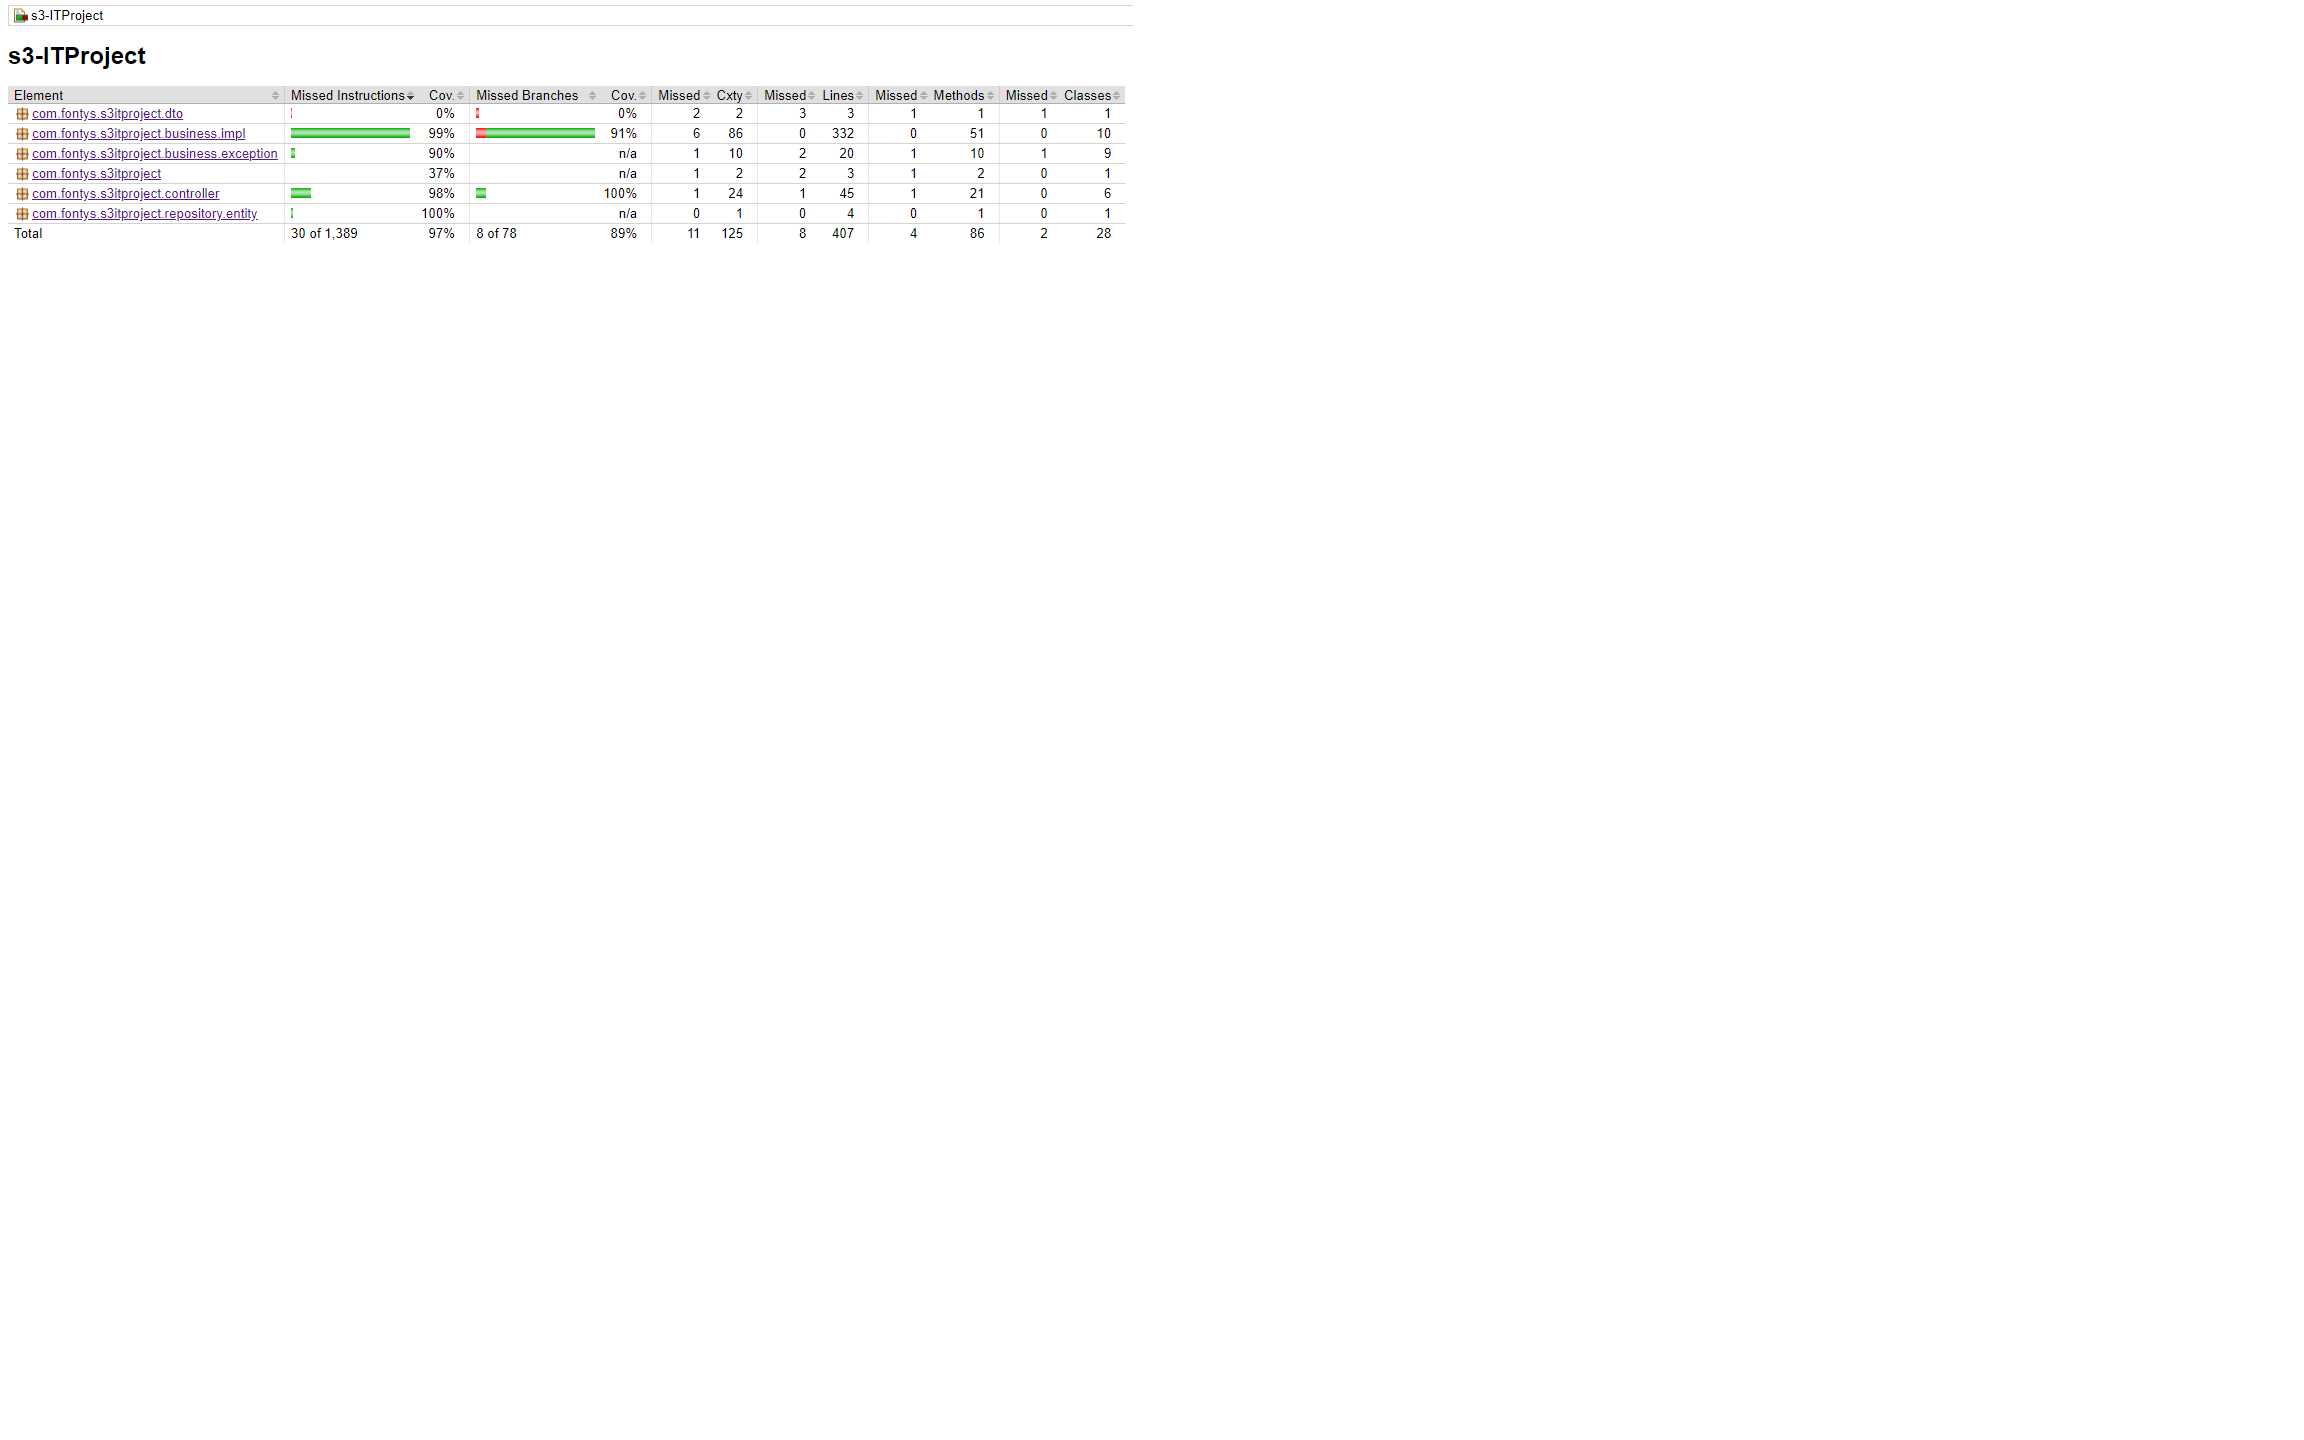 s3-ITProject
s3-ITProject
Element Missed Instructions Cov. Missed Branches Cov. Missed Cxty Missed Lines Missed Methods Missed Classes
com.fontys.s3itproject.dto 0% 0% 2 2 3 3 1 1 1 1
com.fontys.s3itproject.business.impl 99% 91% 6 86 0 332 0 51 0 10
com.fontys.s3itproject.business.exception 90% n/a 1 10 2 20 1 10 1 9
com.fontys.s3itproject 37% n/a 1 2 2 3 1 2 0 1
com.fontys.s3itproject.controller 98% 100% 1 24 1 45 1 21 0 6
com.fontys.s3itproject.repository.entity 100% n/a 0 1 0 4 0 1 0 1
Total 30 of 1,389 97% 8 of 78 89% 11 125 8 407 4 86 2 28